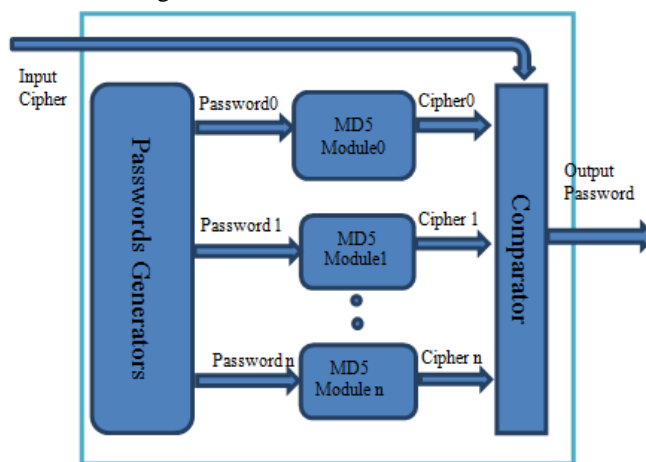 Input
Cipher
Passwords Generators
Password0
MD5
Module0
Cipher0
Password 1
MD5
Module1
Cipher 1
Password n
MD5
Module n
Cipher n
Comparator
Output
Password